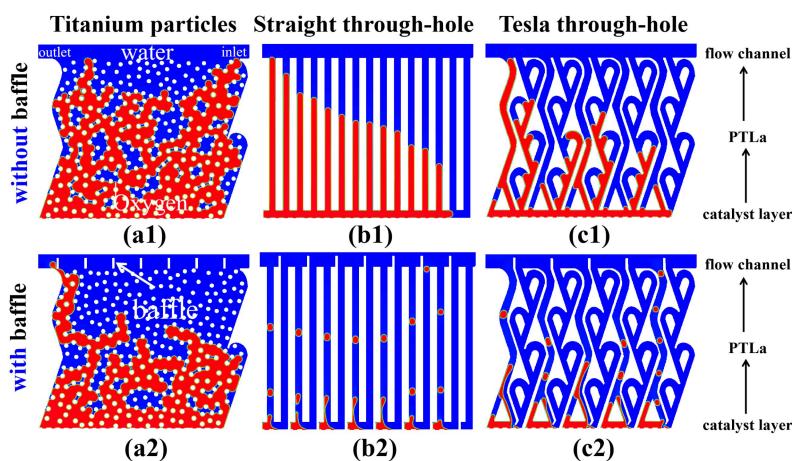 Titanium particles
Straight through-hole
Tesla through-hole
without baffle
outlet
water
inlet
Oxygen
flow channel
PTLa
catalyst layer
(a1)
(b1)
(c1)
with baffle
baffle
flow channel
PTLa
catalyst layer
(a2)
(b2)
(c2)